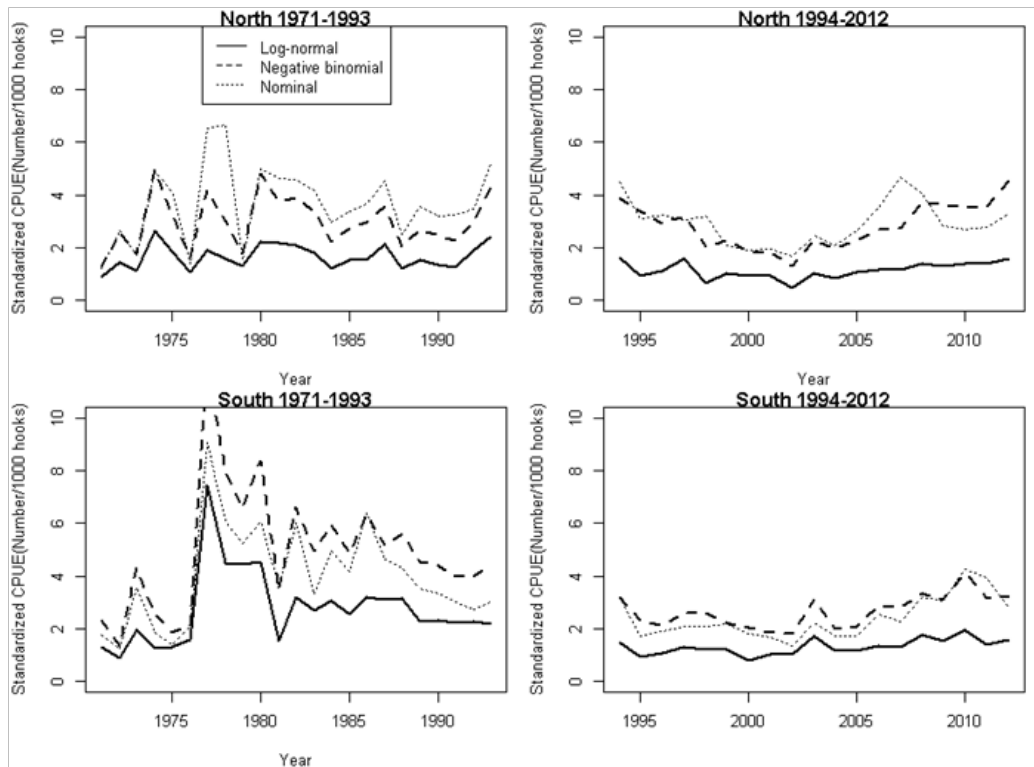 North 1971-1993
Standardized CPUE(Number/1000 hooks)
10
8
6
4
2
0
Log-normal
Negative binomial
Nominal
1975
1980
1985
1990
Year
North 1994-2012
Standardized CPUE(Number/1000 hooks)
10
8
6
4
2
0
1995
2000
2005
2010
Year
South 1971-1993
Standardized CPUE(Number/1000 hooks)
10
8
6
4
2
0
1975
1980
1985
1990
Year
South 1994-2012
Standardized CPUE(Number/1000 hooks)
10
8
6
4
2
0
1995
2000
2005
2010